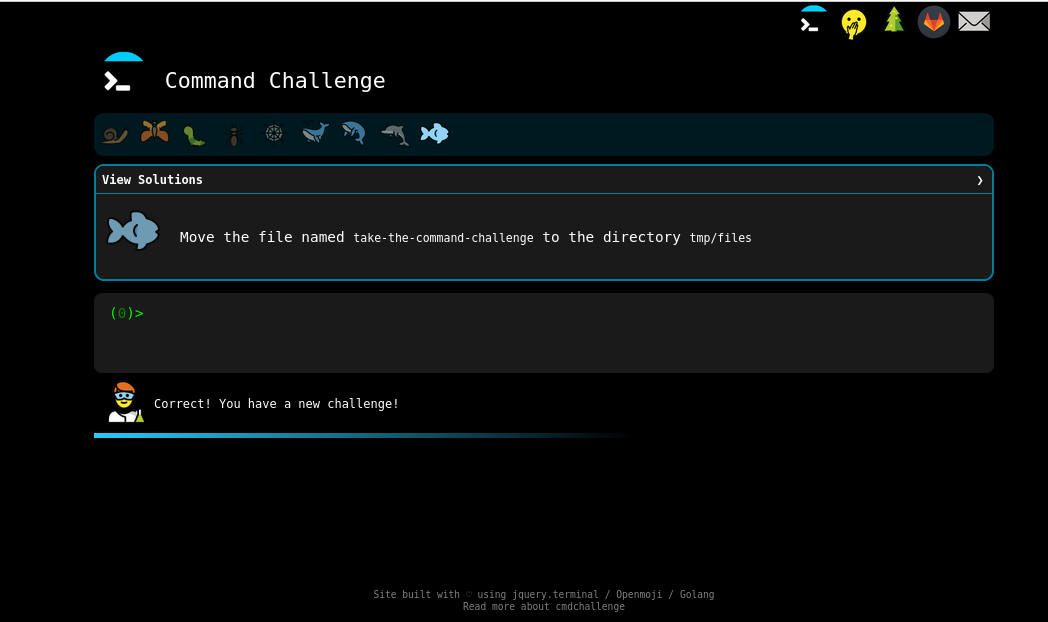 Command Challenge
View Solutions ❯
Move the file named take-the-command-challenge to the directory tmp/files
(0)>
Correct! You have a new challenge!
Site built with ♡ using jquery.terminal / Openmoji / Golang
Read more about cmdchallenge